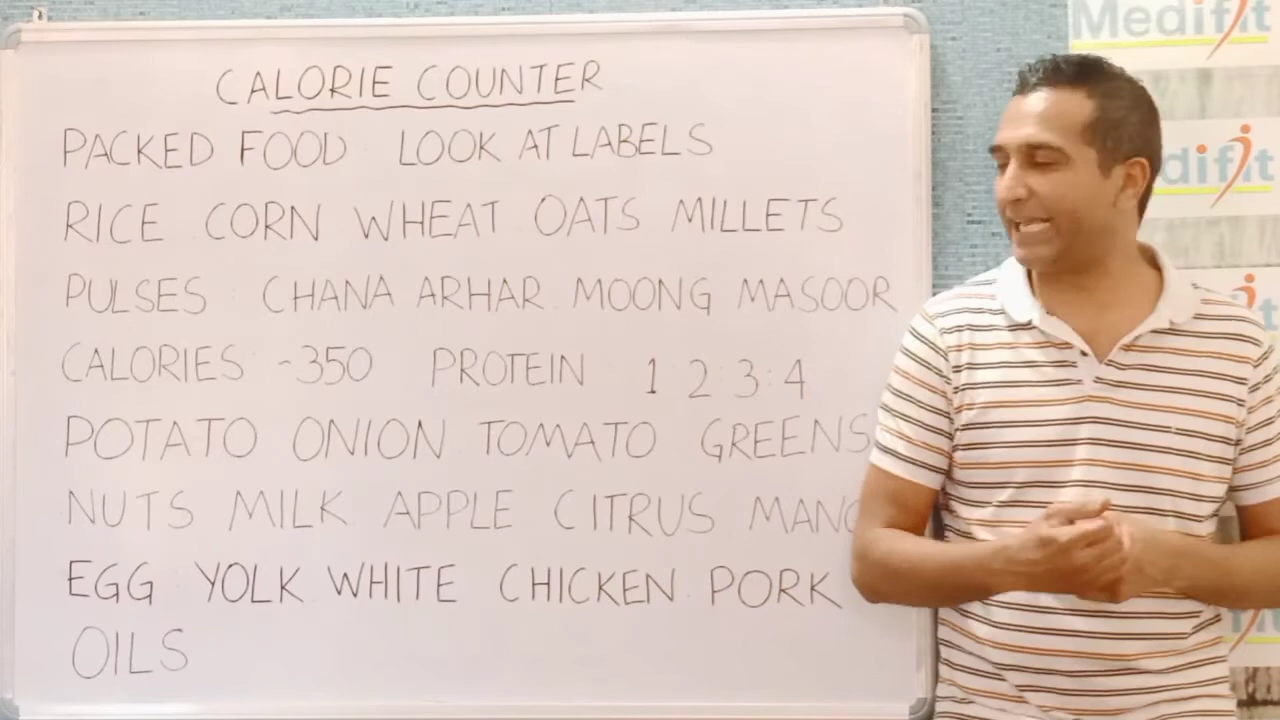 CALORIE COUNTER
PACKED FOOD LOOK AT LABELS
RICE CORN WHEAT OATS MILLETS
PULSES : CHANA ARHAR MOONG MASOOR
CALORIES ~350 PROTEIN 1:2:3:4
POTATO ONION TOMATO GREENS
NUTS MILK APPLE CITRUS
EGG YOLK WHITE CHICKEN PORK
OILS
Medifit
difit